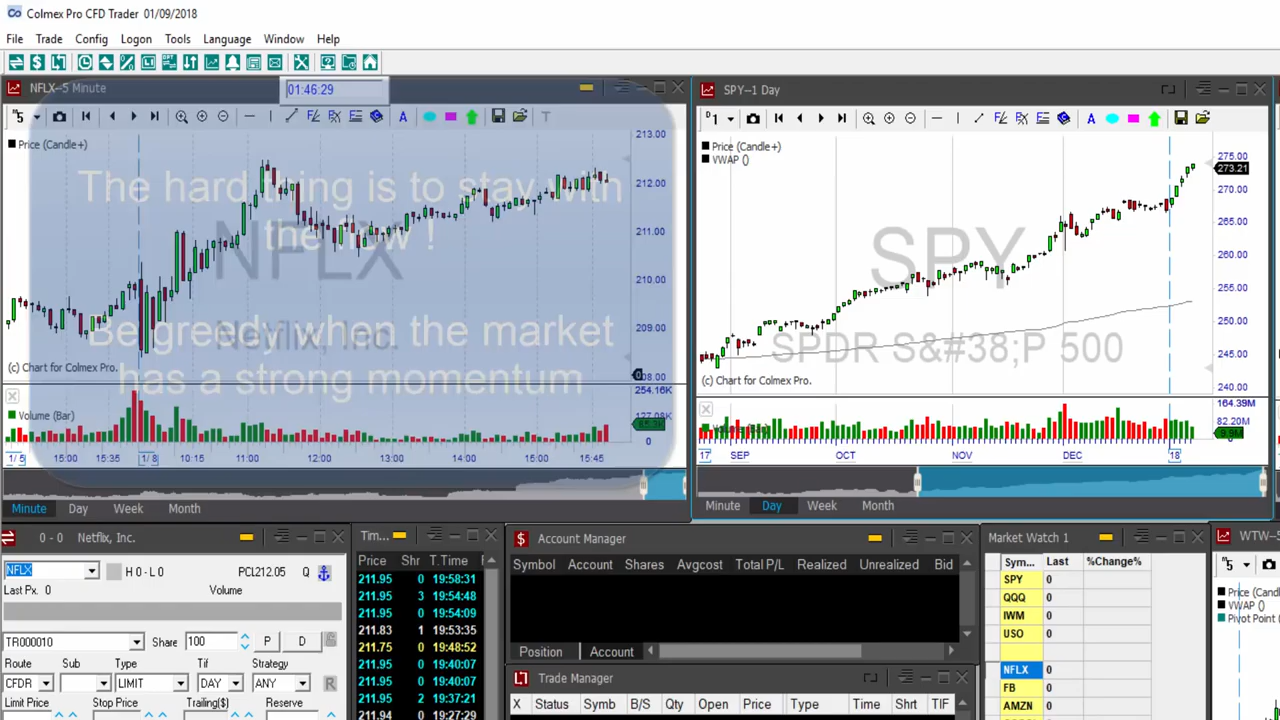 Colmex Pro CFD Trader 01/09/2018
File Trade Config Logon Tools Language Window Help
NFLX--5 Minute
01:46:29
SPY--1 Day
5
1
Price (Candle+)
Price (Candle+)
VWAP ()
The hard thing is to stay with
the flow !
NFLX
Netflix, Inc.
Be greedy when the market
has a strong momentum
213.00
212.00
211.00
210.00
209.00
208.00
(c) Chart for Colmex Pro.
254.16K
127.08K
0
Volume (Bar)
1/ 5 15:00 15:35 1/ 8 10:15 11:00 12:00 13:00 14:00 15:00 15:45
SPY
SPDR S&#38;P 500
275.00
273.21
270.00
265.00
260.00
255.00
250.00
245.00
240.00
(c) Chart for Colmex Pro.
164.39M
82.20M
17 SEP OCT NOV DEC 18
Minute Day Week Month
Minute Day Week Month
0 - 0 Netflix, Inc.
NFLX
H 0 - L 0 PCL212.05 Q
Last Px. 0 Volume
TR000010 Share 100 P D
Route Sub Type Tif Strategy
CFDR LIMIT DAY ANY R
Limit Price Stop Price Trailing($) Reserve
Tim...
Price Shr T.Time
211.95 0 19:58:31
211.95 3 19:54:48
211.95 0 19:54:09
211.83 1 19:53:35
211.75 0 19:48:52
211.95 0 19:40:07
211.95 0 19:40:07
211.95 2 19:37:21
211.94 0 19:27:29
Account Manager
Symbol Account Shares Avgcost Total P/L Realized Unrealized Bid
Position Account
Trade Manager
X Status Symb B/S Qty Open Price Type Time Shrt TIF
Market Watch 1
Sym... Last %Change%
SPY 0
QQQ 0
IWM 0
USO 0
NFLX 0
FB 0
AMZN 0
WTW--5
5
Price (Candle
VWAP ()
Pivot Point (